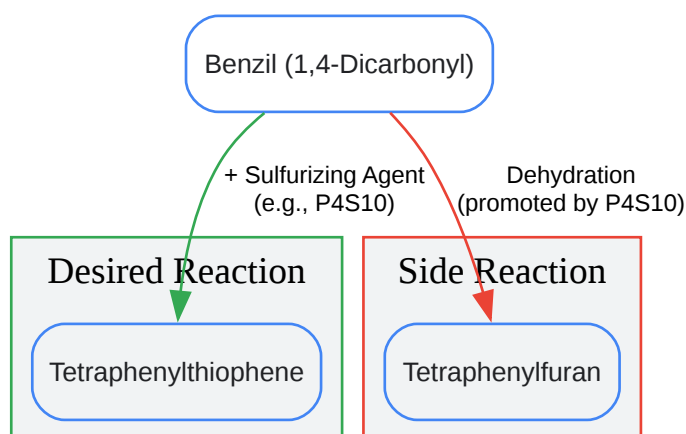 Benzil (1,4-Dicarbonyl)
+ Sulfurizing Agent
(e.g., P4S10)
Dehydration
(promoted by P4S10)
Desired Reaction
Side Reaction
Tetraphenylthiophene
Tetraphenylfuran